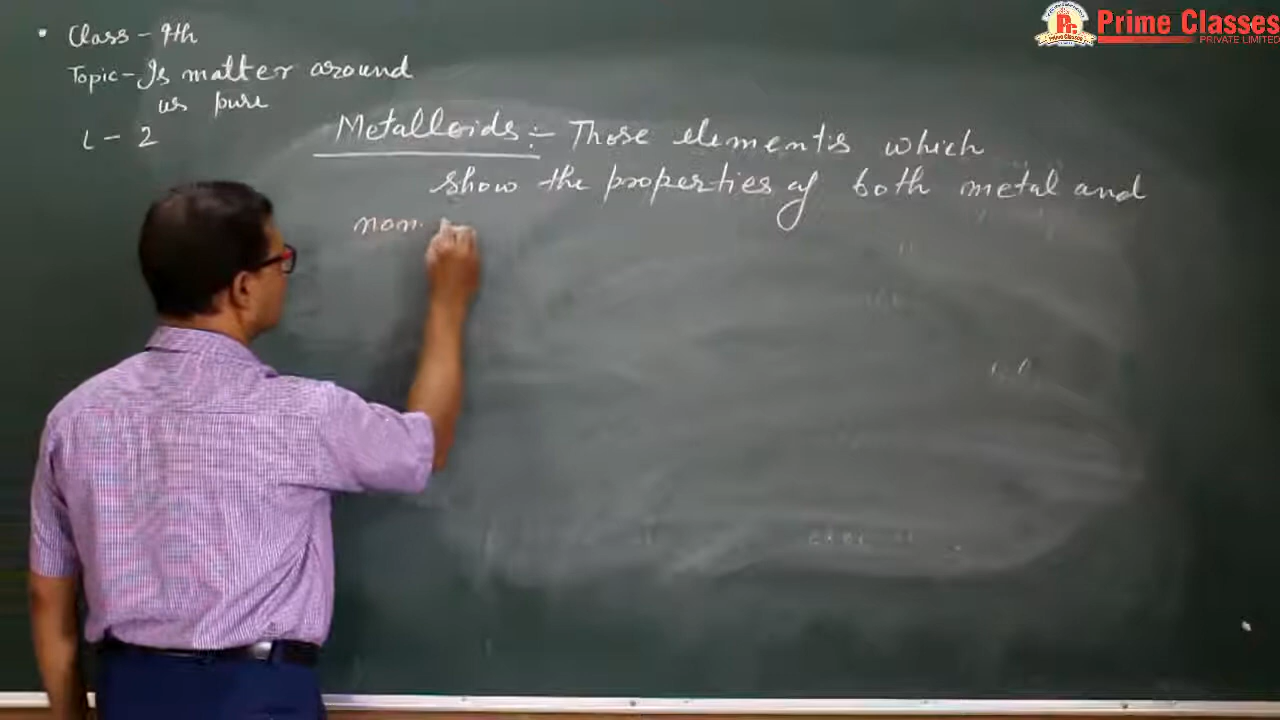 Prime Classes
PRIVATE LIMITED
Class - 9th
Topic - Is matter around
us pure
L - 2
Metalloids :- Those elements which
show the properties of both metal and
non